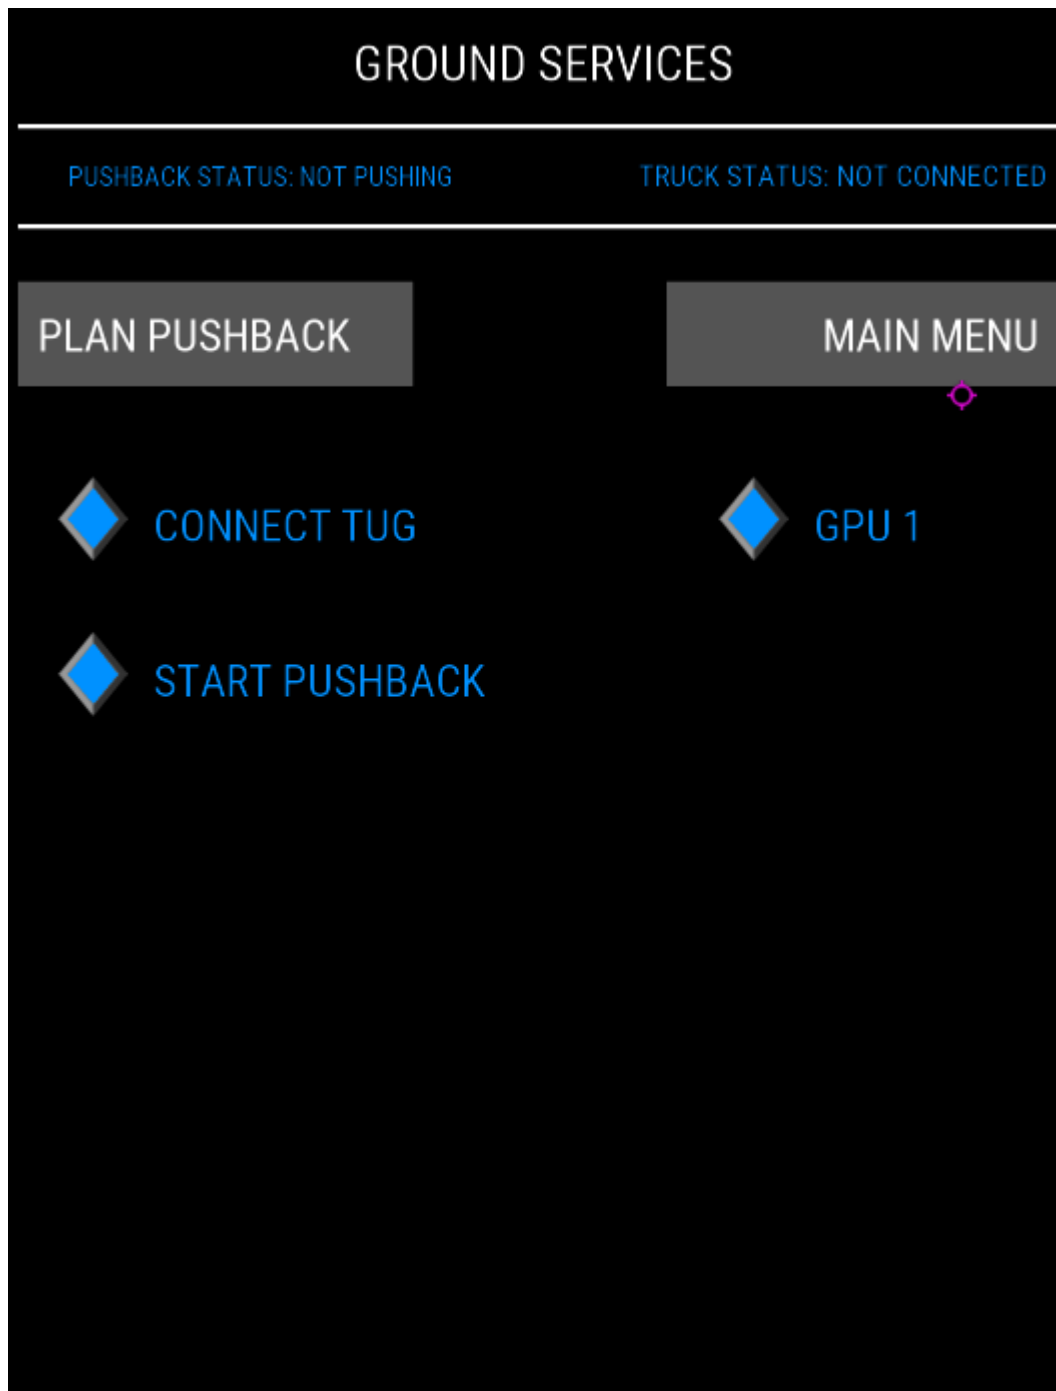 GROUND SERVICES
PUSHBACK STATUS: NOT PUSHING
TRUCK STATUS: NOT CONNECTED
PLAN PUSHBACK
MAIN MENU
CONNECT TUG
GPU 1
START PUSHBACK